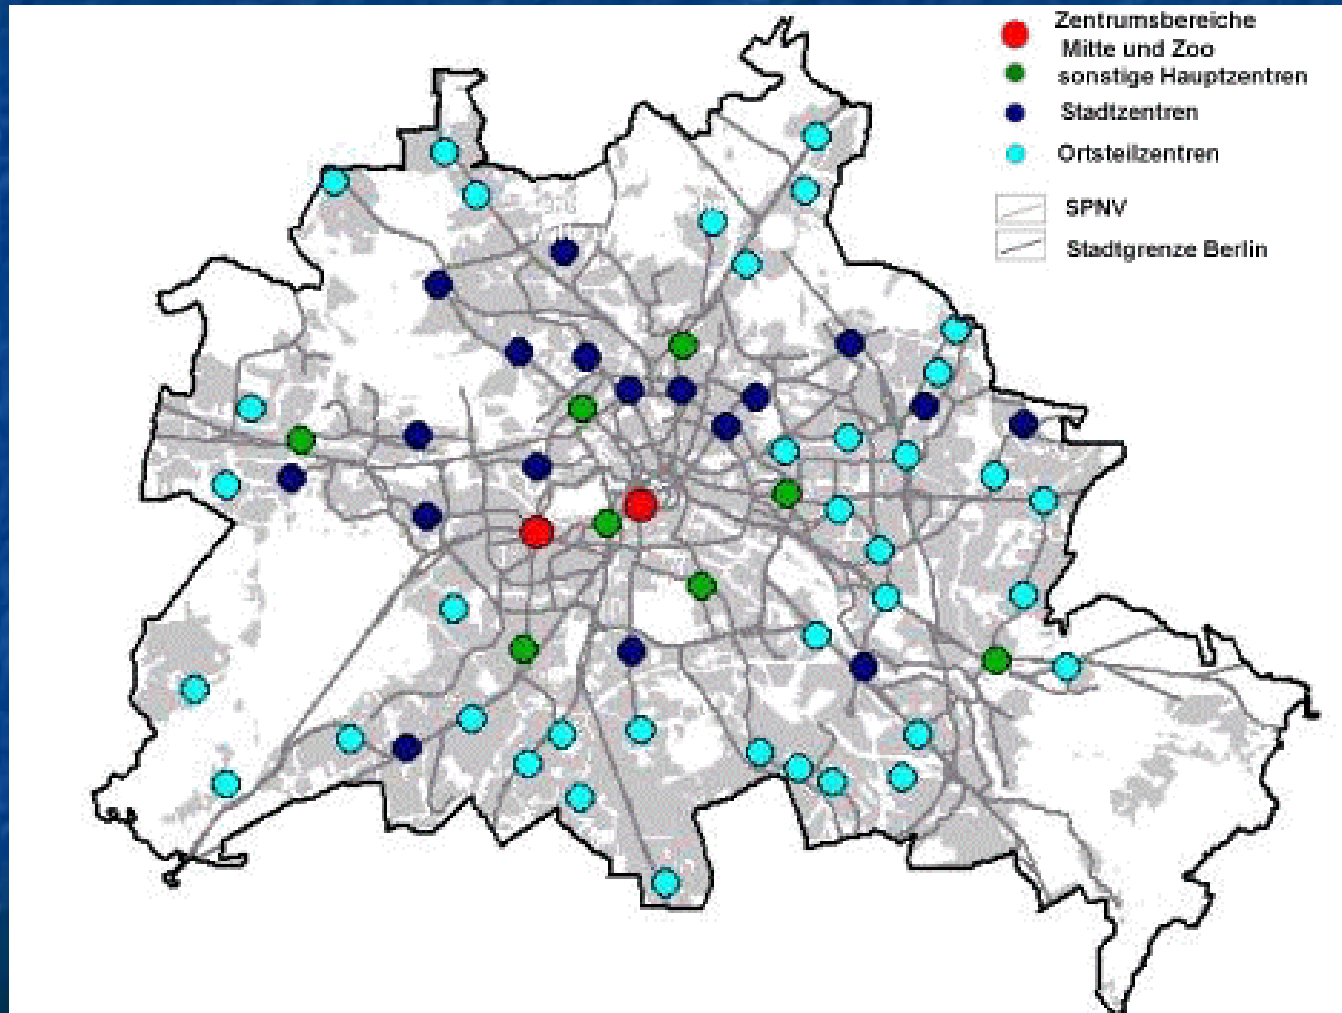 Zentrumsbereiche
Mitte und Zoo
sonstige Hauptzentren
Stadtzentren
Ortsteilzentren
SPNV
Stadtgrenze Berlin